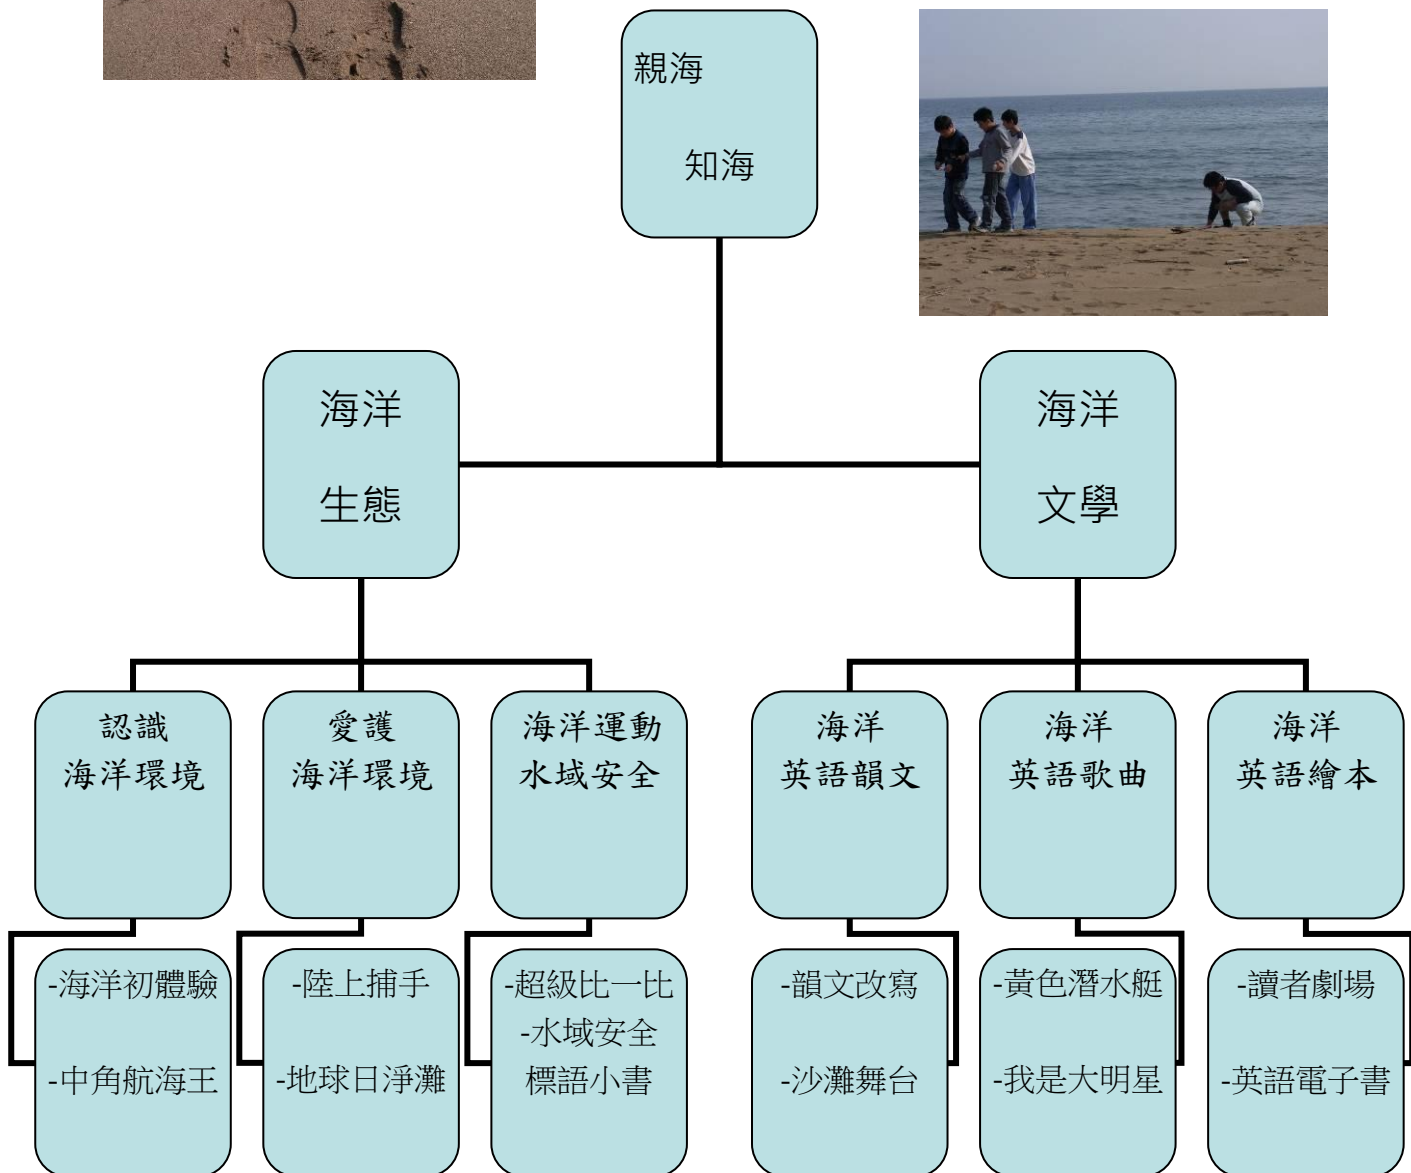 親海
知海
海洋
生態
海洋
文學
認識
海洋環境
愛護
海洋環境
海洋運動
水域安全
海洋
英語韻文
海洋
英語歌曲
海洋
英語繪本
-海洋初體驗
-中角航海王
-陸上捕手
-地球日淨灘
-超級比一比
-水域安全
標語小書
-韻文改寫
-沙灘舞台
-黃色潛水艇
-我是大明星
-讀者劇場
-英語電子書